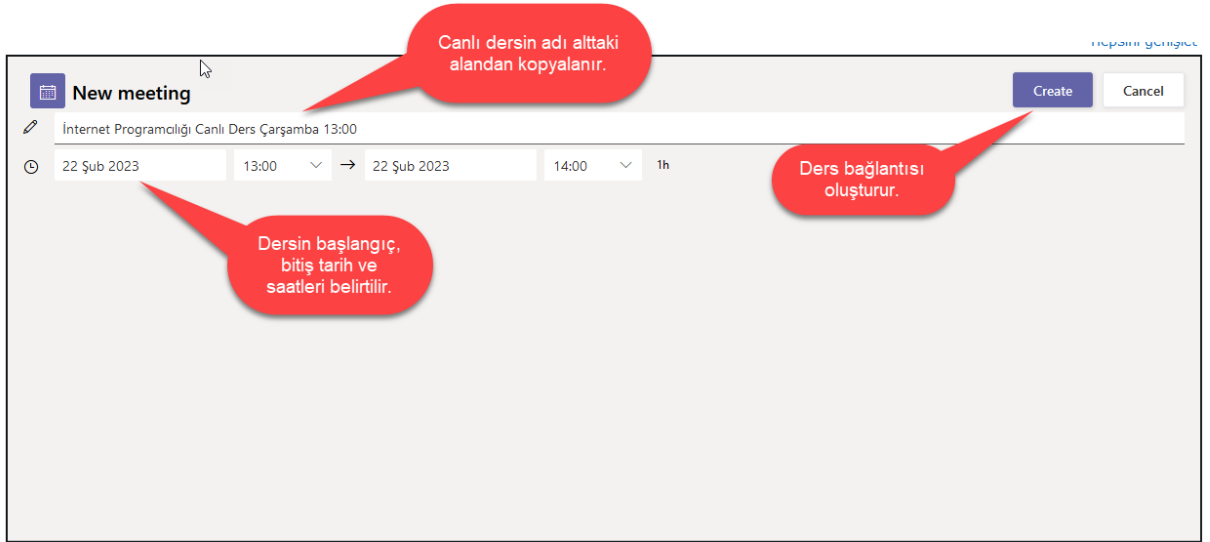 Canlı dersin adı alttaki
alandan kopyalanır.
Hepsini genişlet
New meeting
Create
Cancel
İnternet Programcılığı Canlı Ders Çarşamba 13:00
22 Şub 2023 13:00 → 22 Şub 2023 14:00 1h
Ders bağlantısı
oluşturur.
Dersin başlangıç,
bitiş tarih ve
saatleri belirtilir.